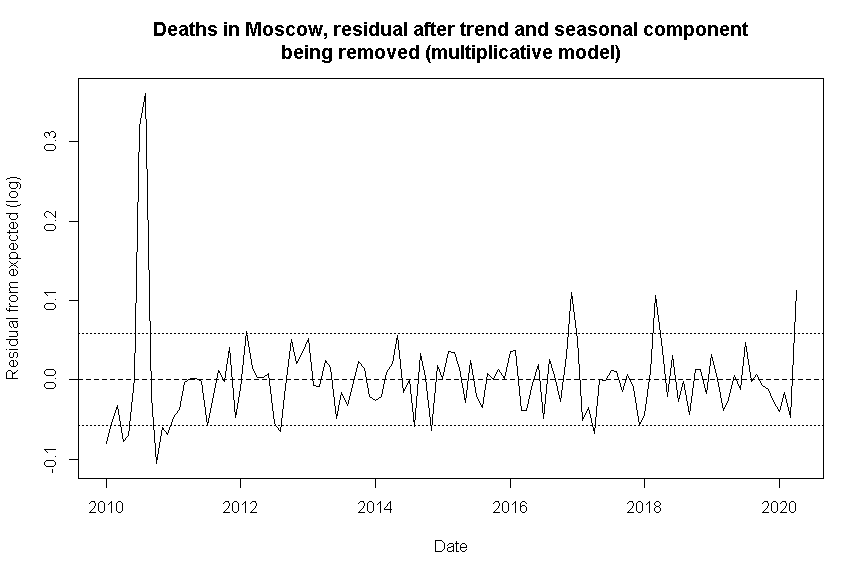 Deaths in Moscow, residual after trend and seasonal component
being removed (multiplicative model)
Residual from expected (log)
0.3
0.2
0.1
0.0
-0.1
2010 2012 2014 2016 2018 2020
Date